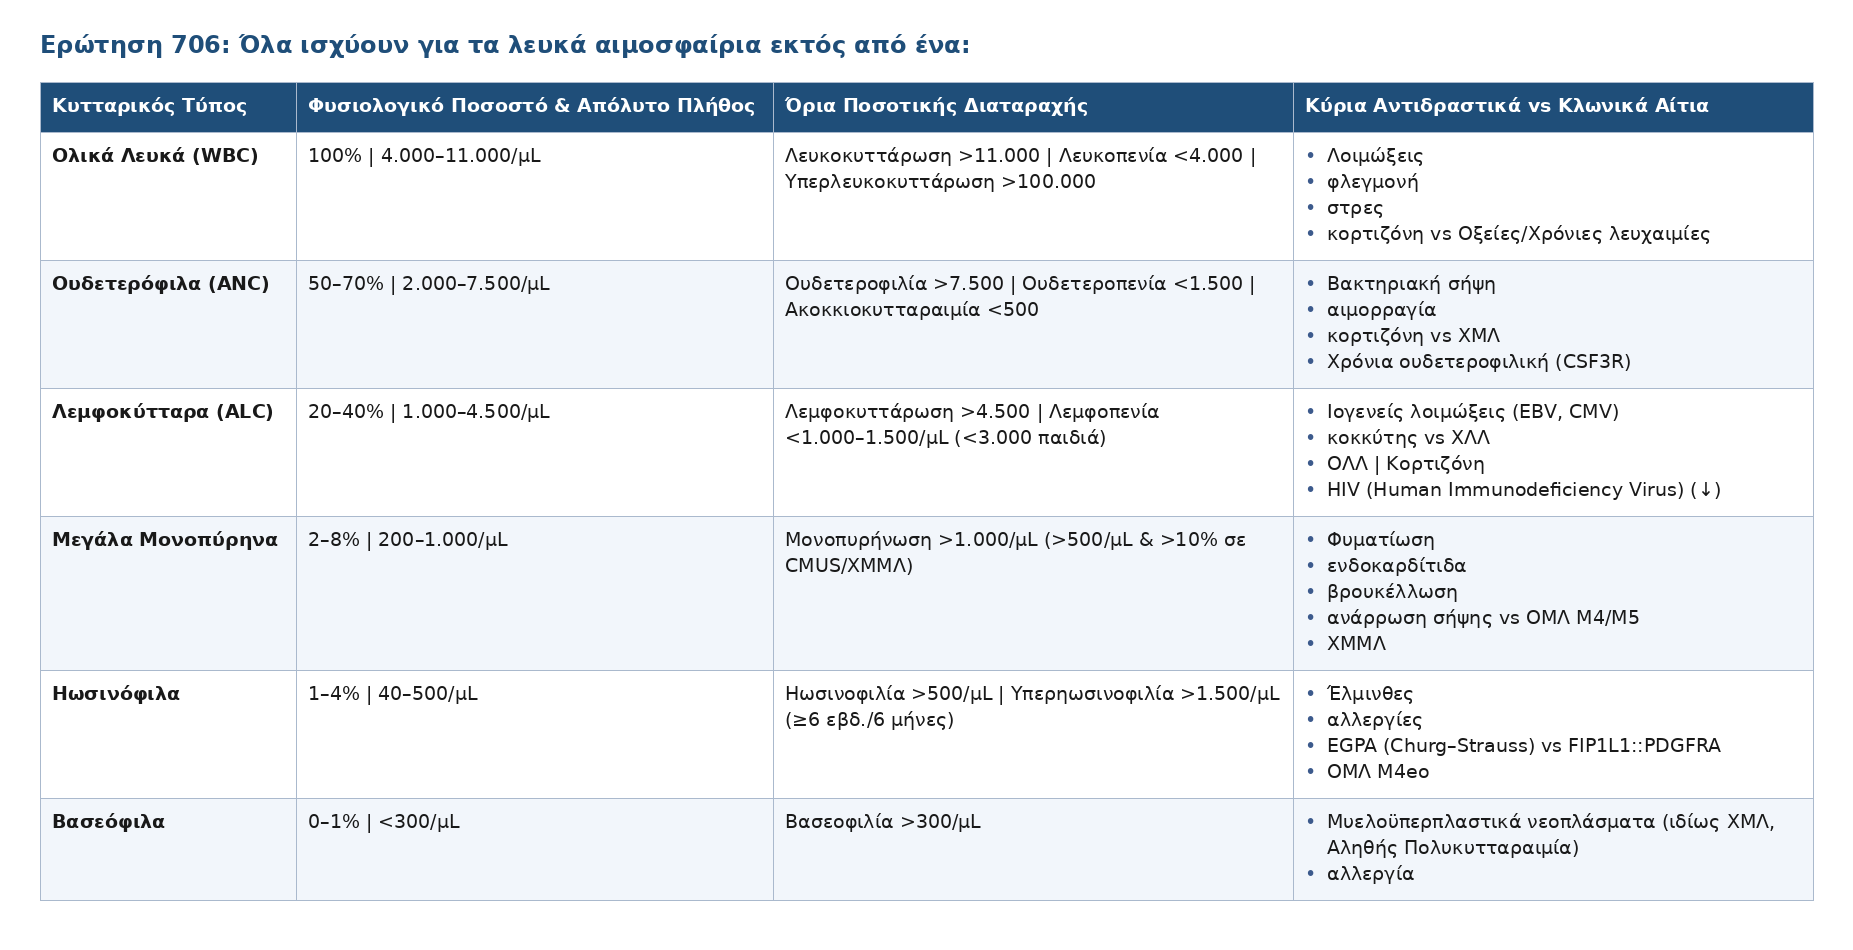 Ερώτηση 706: Όλα ισχύουν για τα λευκά αιμοσφαίρια εκτός από ένα:
Κυτταρικός Τύπος
Φυσιολογικό Ποσοστό & Απόλυτο Πλήθος
Όρια Ποσοτικής Διαταραχής
Κύρια Αντιδραστικά vs Κλωνικά Αίτια
Ολικά Λευκά (WBC)
100% | 4.000–11.000/μL
Λευκοκυττάρωση >11.000 | Λευκοπενία <4.000 |
Υπερλευκοκυττάρωση >100.000
• Λοιμώξεις
• φλεγμονή
• στρες
• κορτιζόνη vs Οξείες/Χρόνιες λευχαιμίες
Ουδετερόφιλα (ANC)
50–70% | 2.000–7.500/μL
Ουδετεροφιλία >7.500 | Ουδετεροπενία <1.500 |
Ακοκκιοκυτταραιμία <500
• Βακτηριακή σήψη
• αιμορραγία
• κορτιζόνη vs ΧΜΛ
• Χρόνια ουδετεροφιλική (CSF3R)
Λεμφοκύτταρα (ALC)
20–40% | 1.000–4.500/μL
Λεμφοκυττάρωση >4.500 | Λεμφοπενία
<1.000–1.500/μL (<3.000 παιδιά)
• Ιογενείς λοιμώξεις (EBV, CMV)
• κοκκύτης vs ΧΛΛ
• ΟΛΛ | Κορτιζόνη
• HIV (Human Immunodeficiency Virus) (↓)
Μεγάλα Μονοπύρηνα
2–8% | 200–1.000/μL
Μονοπυρήνωση >1.000/μL (>500/μL & >10% σε
CMUS/ΧΜΜΛ)
• Φυματίωση
• ενδοκαρδίτιδα
• βρουκέλλωση
• ανάρρωση σήψης vs ΟΜΛ Μ4/Μ5
• ΧΜΜΛ
Ηωσινόφιλα
1–4% | 40–500/μL
Ηωσινοφιλία >500/μL | Υπερηωσινοφιλία >1.500/μL
(≥6 εβδ./6 μήνες)
• Έλμινθες
• αλλεργίες
• EGPA (Churg–Strauss) vs FIP1L1::PDGFRA
• ΟΜΛ M4eo
Βασεόφιλα
0–1% | <300/μL
Βασεοφιλία >300/μL
• Μυελοϋπερπλαστικά νεοπλάσματα (ιδίως ΧΜΛ,
Αληθής Πολυκυτταραιμία)
• αλλεργία